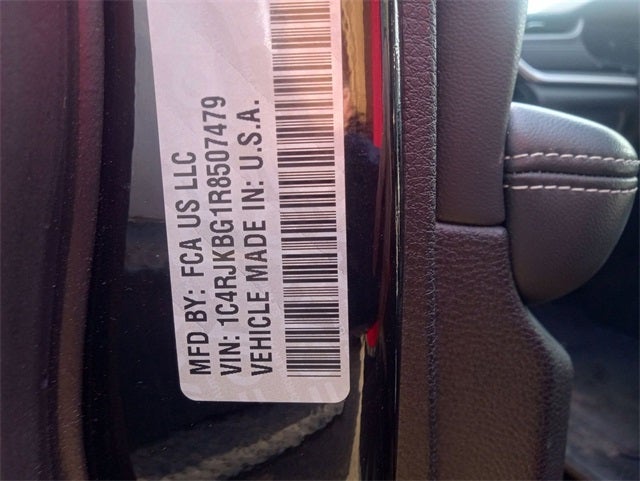 MFD BY: FCA US LLC
VIN: 1C4RJKBG1R8507479
VEHICLE MADE IN: U.S.A.